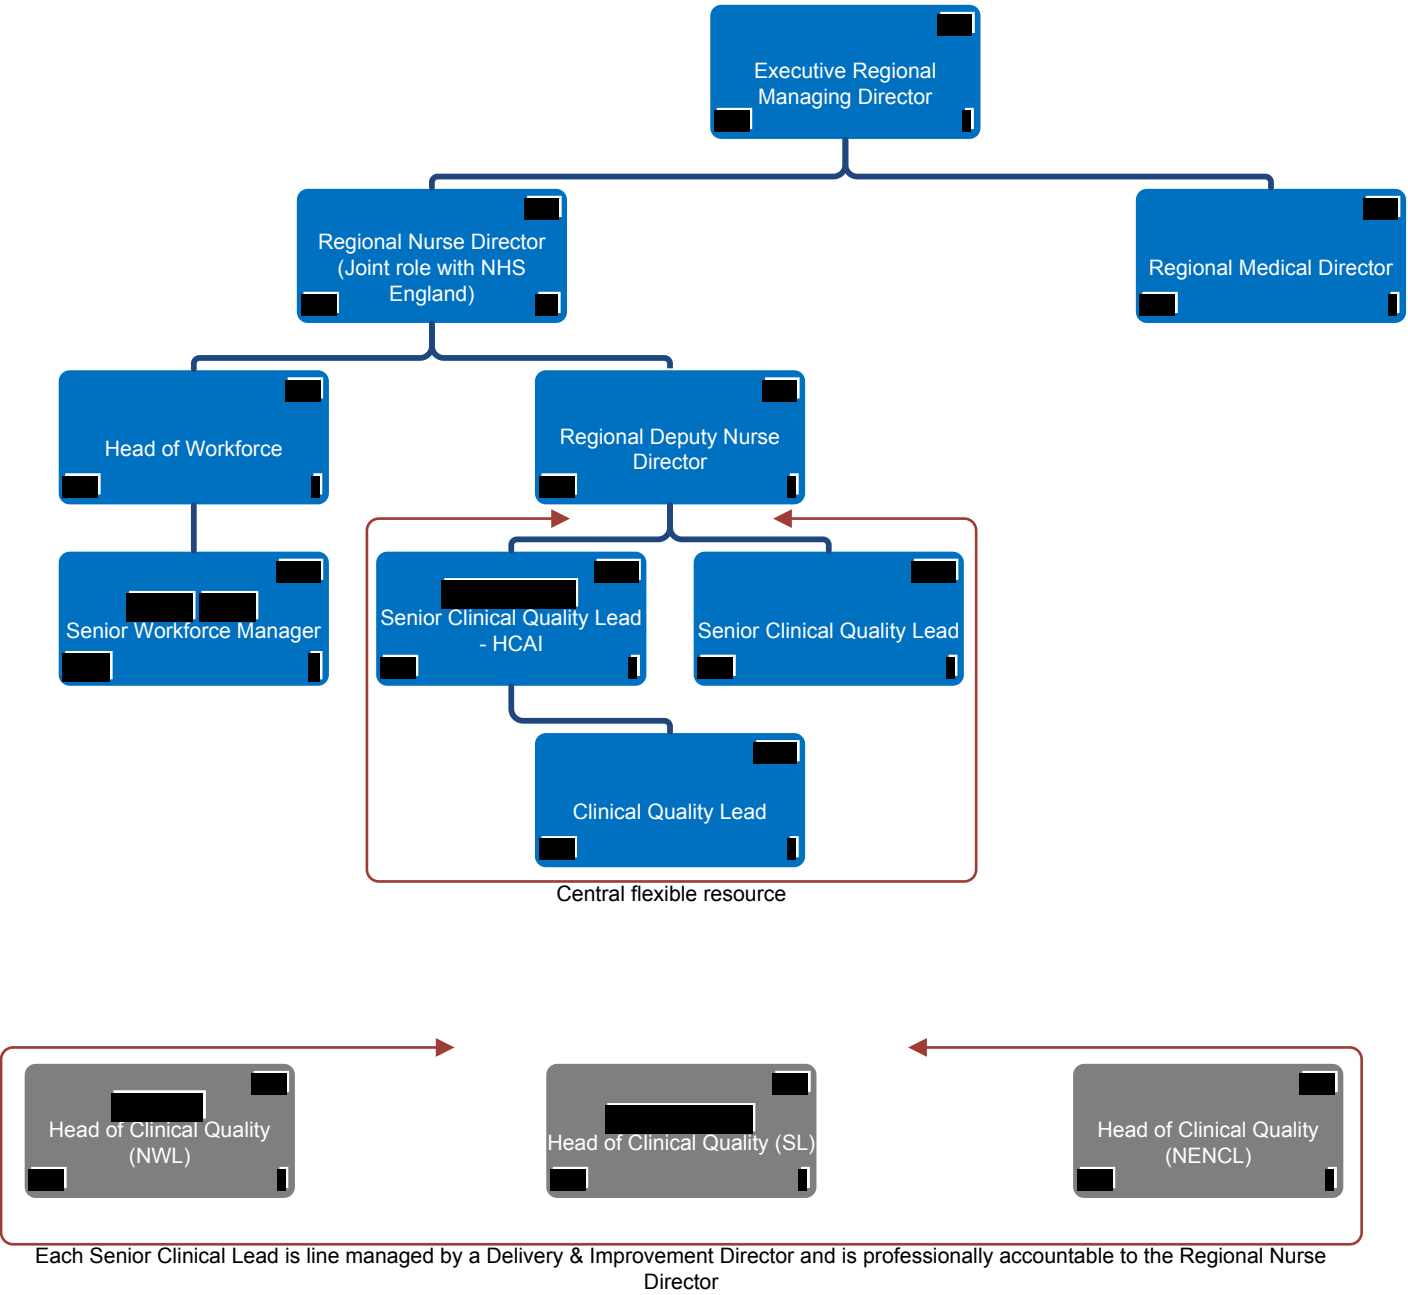 Executive Regional
Managing Director
Regional Nurse Director
(Joint role with NHS
England)
Regional Medical Director
Head of Workforce
Regional Deputy Nurse
Director
Senior Workforce Manager
Senior Clinical Quality Lead
- HCAI
Senior Clinical Quality Lead
Clinical Quality Lead
Central flexible resource
Head of Clinical Quality
(NWL)
Head of Clinical Quality (SL)
Head of Clinical Quality
(NENCL)
Each Senior Clinical Lead is line managed by a Delivery & Improvement Director and is professionally accountable to the Regional Nurse
Director